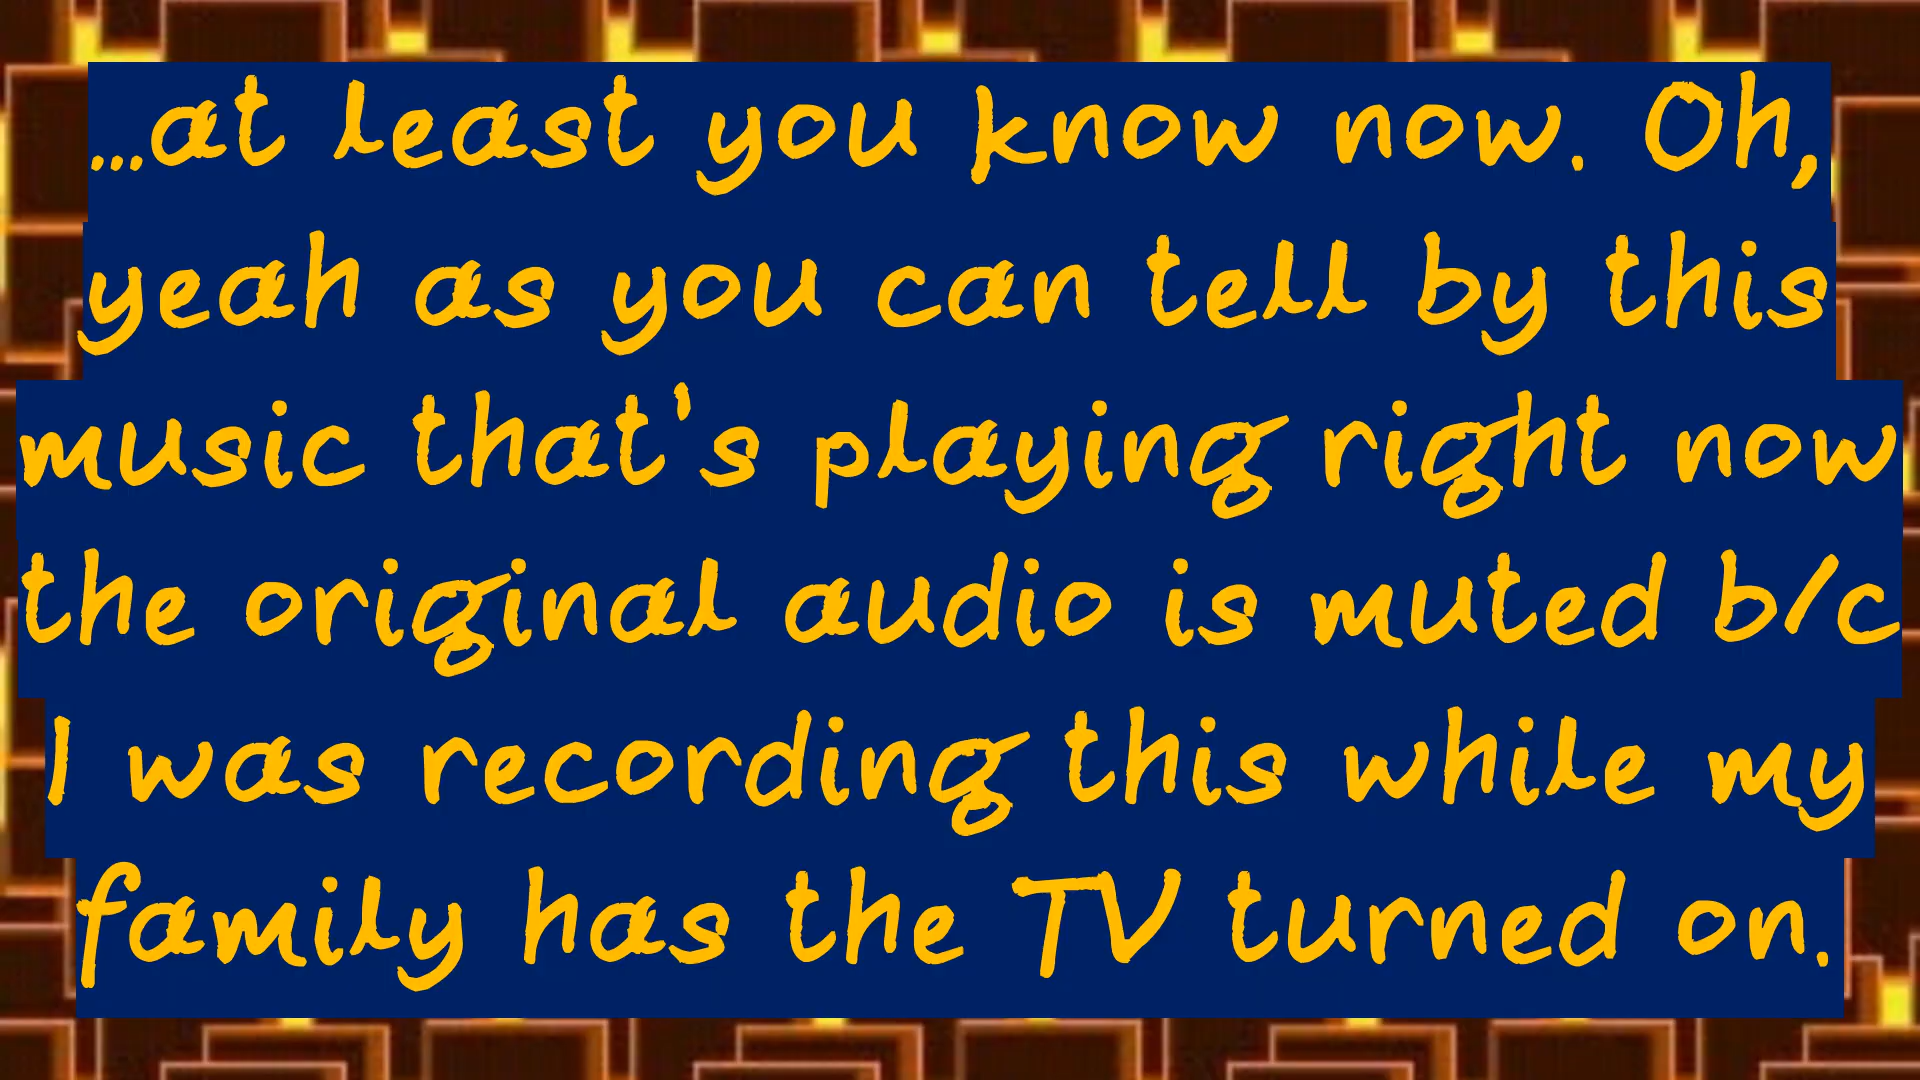 ...at least you know now. Oh,
yeah as you can tell by this
music that's playing right now
the original audio is muted b/c
I was recording this while my
family has the TV turned on.